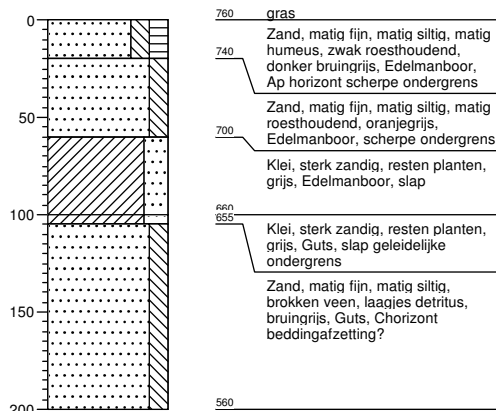 0
50
100
150
200
760
gras
Zand, matig fijn, matig siltig, matig
humeus, zwak roesthoudend,
donker bruingrijs, Edelmanboor,
Ap horizont scherpe ondergrens
740
Zand, matig fijn, matig siltig, matig
roesthoudend, oranjegrijs,
Edelmanboor, scherpe ondergrens
700
Klei, sterk zandig, resten planten,
grijs, Edelmanboor, slap
660
655
Klei, sterk zandig, resten planten,
grijs, Guts, slap geleidelijke
ondergrens
Zand, matig fijn, matig siltig,
brokken veen, laagjes detritus,
bruingrijs, Guts, Chorizont
beddingafzetting?
560